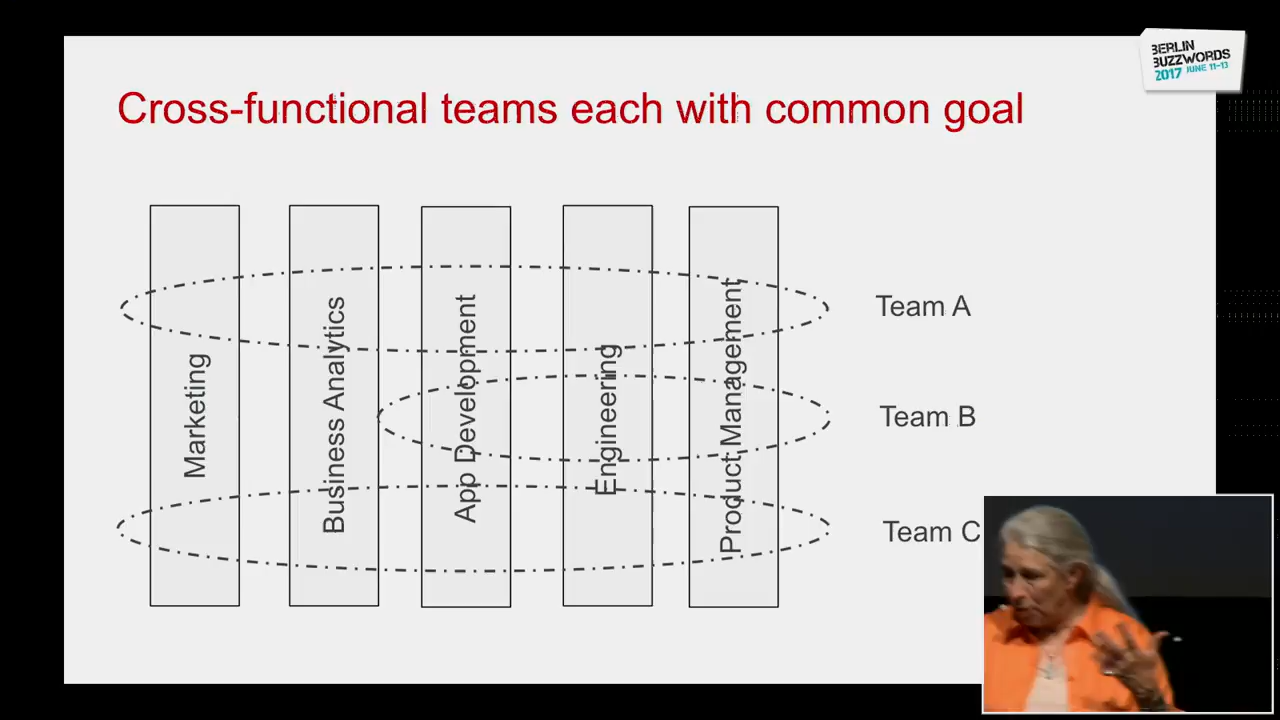 BERLIN
BUZZWORDS
2017 JUNE 11-13
Cross-functional teams each with common goal
Marketing
Business Analytics
App Development
Engineering
Product Management
Team A
Team B
Team C